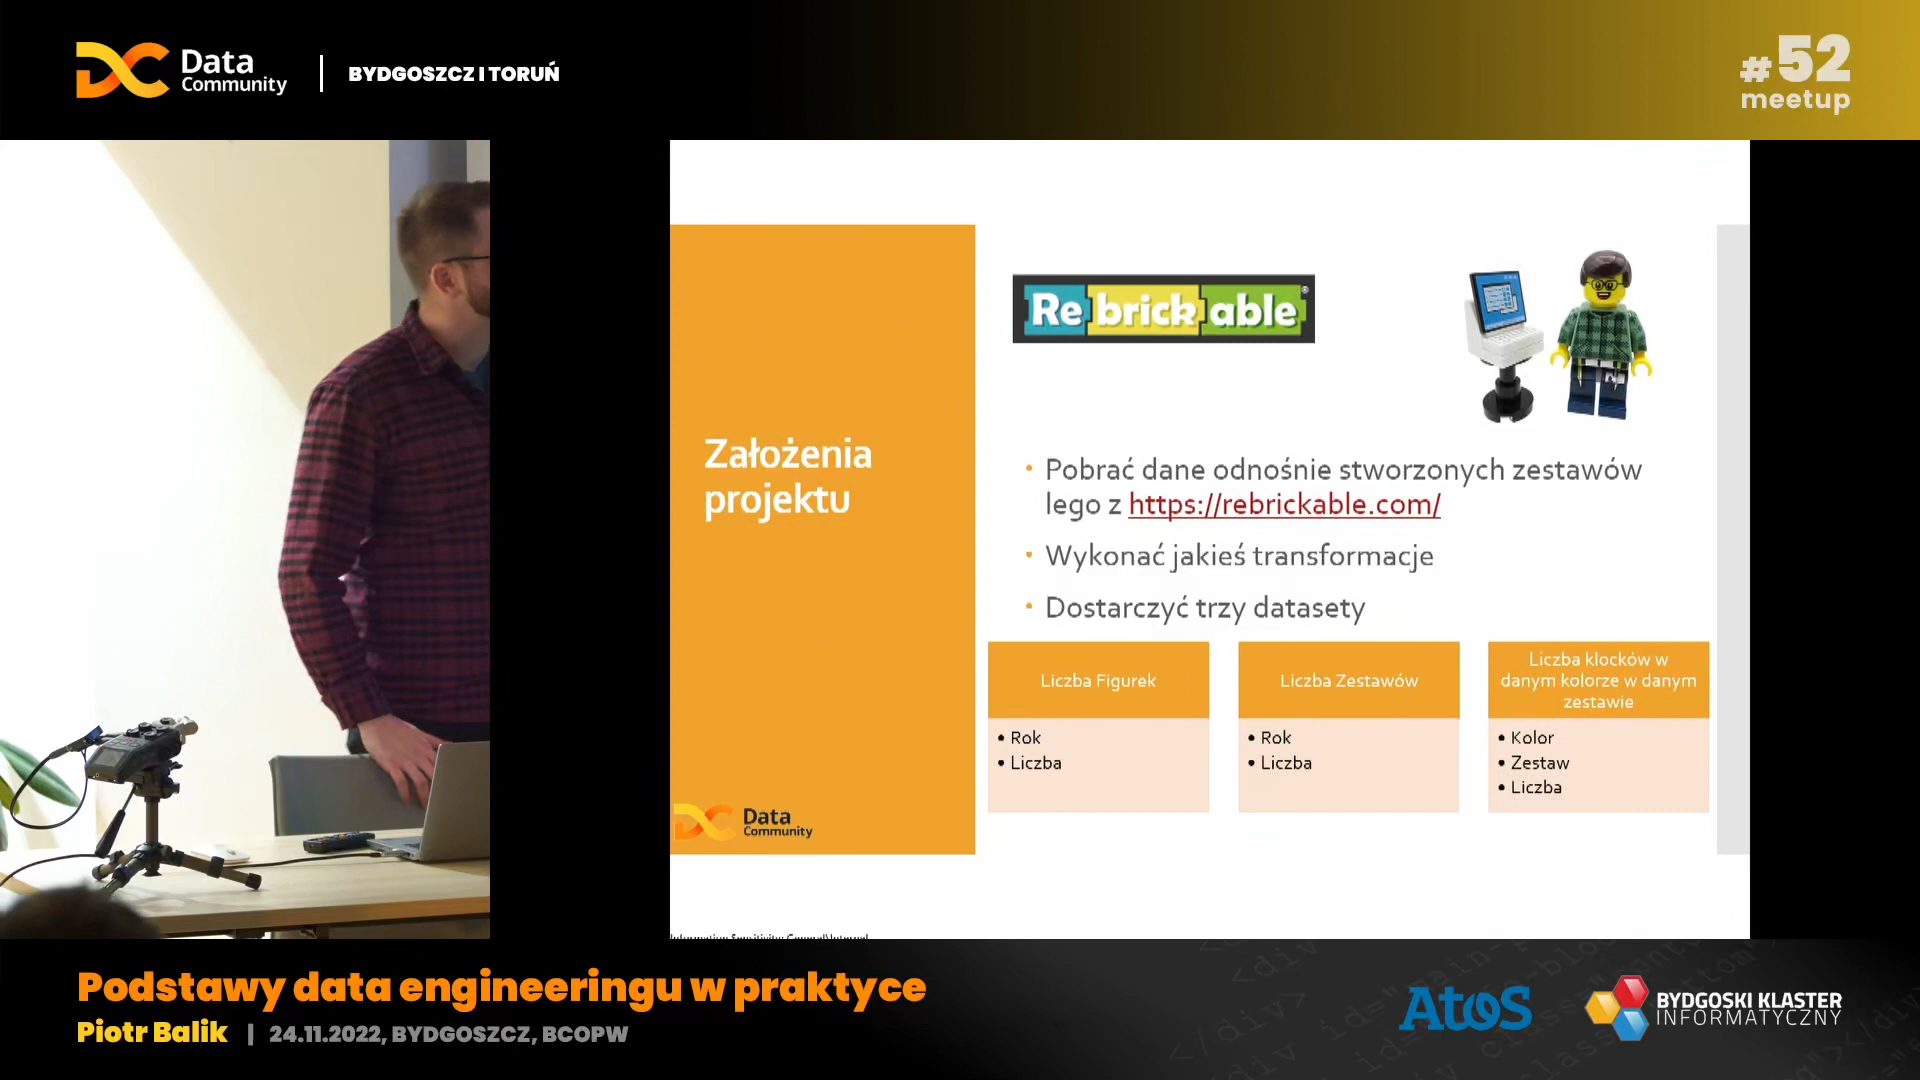 Data
Community
BYDGOSZCZ I TORUŃ
#52
meetup
Założenia
projektu
Rebrickable®
• Pobrać dane odnośnie stworzonych zestawów
lego z https://rebrickable.com/
• Wykonać jakieś transformacje
• Dostarczyć trzy datasety
Liczba Figurek
• Rok
• Liczba
Liczba Zestawów
• Rok
• Liczba
Liczba klocków w
danym kolorze w danym
zestawie
• Kolor
• Zestaw
• Liczba
Data
Community
Podstawy data engineeringu w praktyce
Piotr Balik | 24.11.2022, BYDGOSZCZ, BCOPW
Atos
BYDGOSKI KLASTER
INFORMATYCZNY